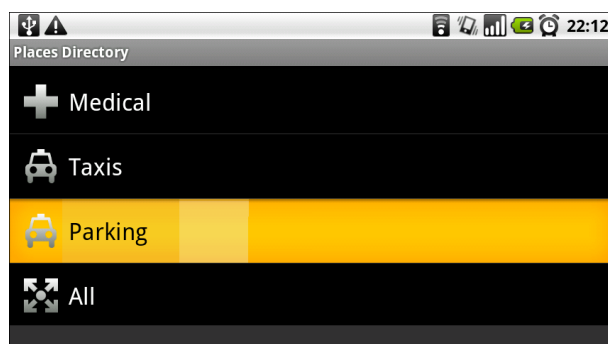 22:12
Places Directory
Medical
Taxis
Parking
All